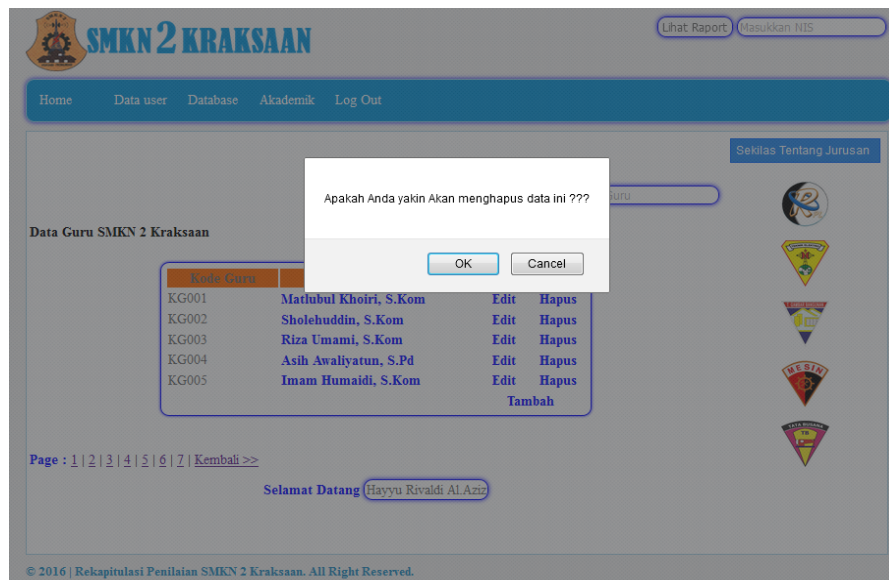 SMKN 2 KRAKSAAN
Lihat Raport Masukkan NIS
Home Data user Database Akademik Log Out
Sekilas Tentang Jurusan
Apakah Anda yakin Akan menghapus data ini ???
OK Cancel
Guru
Data Guru SMKN 2 Kraksaan
Kode Guru
KG001 Matlubul Khoiri, S.Kom Edit Hapus
KG002 Sholehuddin, S.Kom Edit Hapus
KG003 Riza Umami, S.Kom Edit Hapus
KG004 Asih Awaliyatun, S.Pd Edit Hapus
KG005 Imam Humaidi, S.Kom Edit Hapus
Tambah
MESIN
Page : 1 | 2 | 3 | 4 | 5 | 6 | 7 | Kembali >>
Selamat Datang Hayyu Rivaldi Al.Aziz
© 2016 | Rekapitulasi Penilaian SMKN 2 Kraksaan. All Right Reserved.